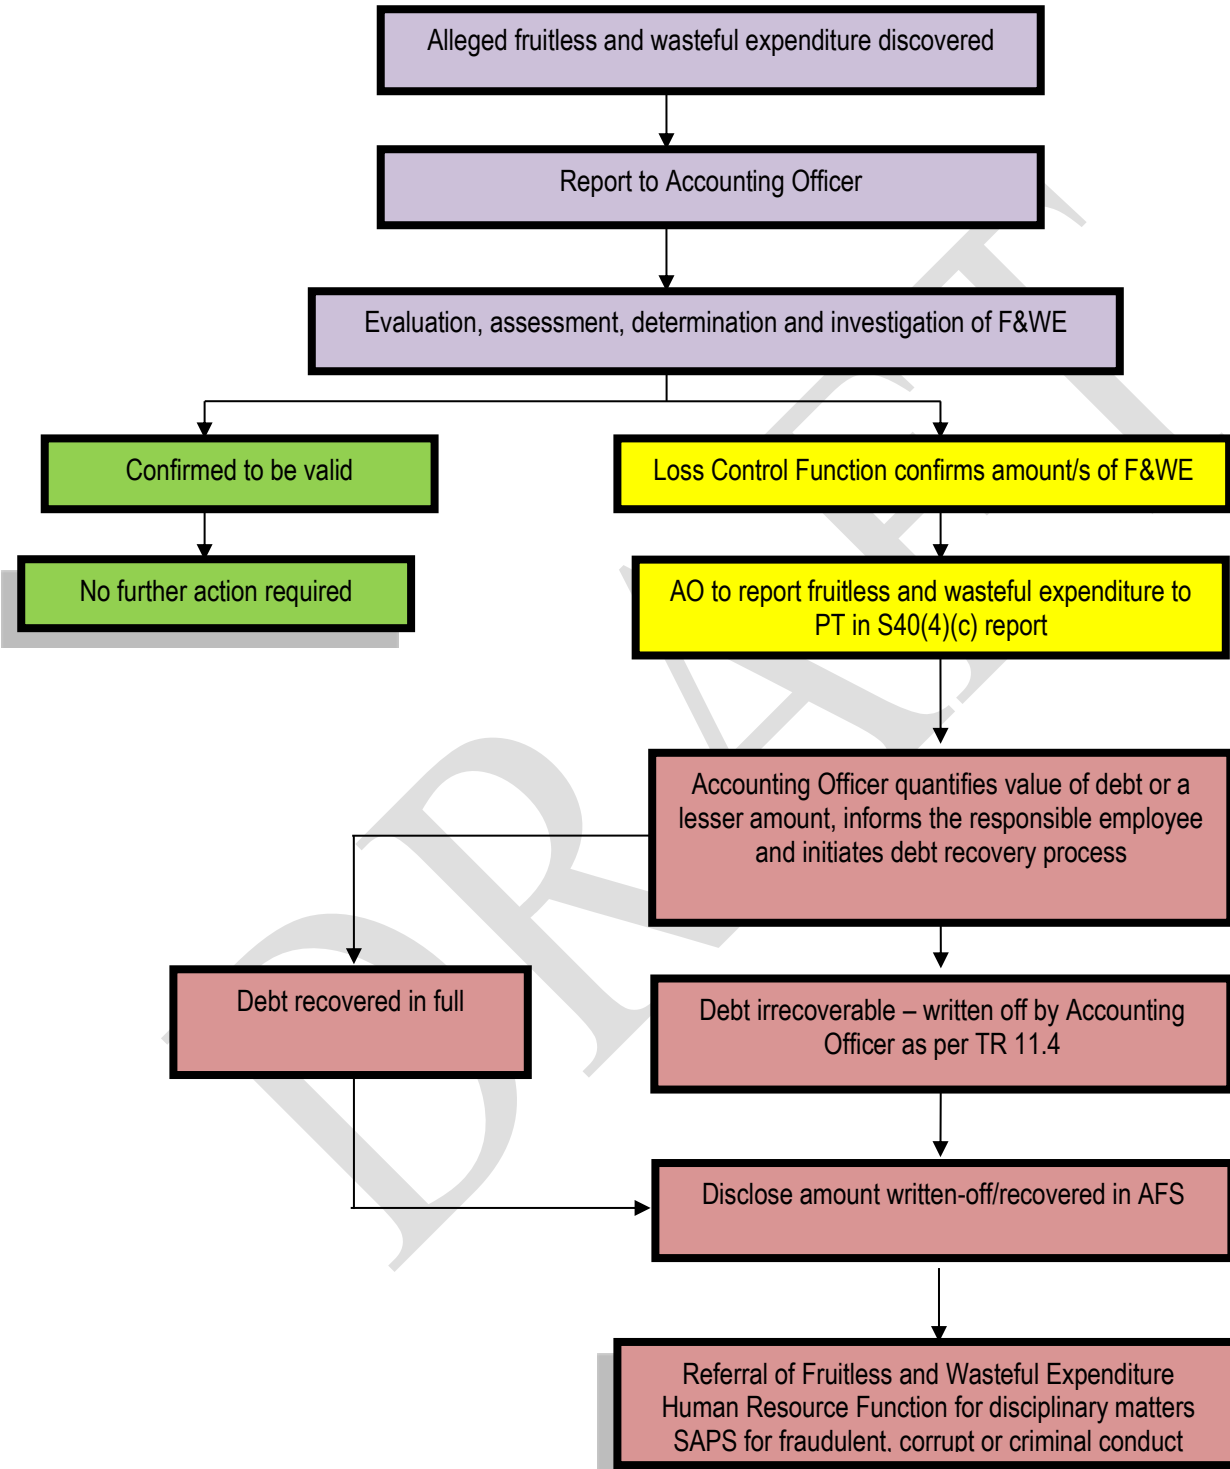 Alleged fruitless and wasteful expenditure discovered
Report to Accounting Officer
Evaluation, assessment, determination and investigation of F&WE
Confirmed to be valid
Loss Control Function confirms amount/s of F&WE
No further action required
AO to report fruitless and wasteful expenditure to
PT in S40(4)(c) report
Accounting Officer quantifies value of debt or a
lesser amount, informs the responsible employee
and initiates debt recovery process
Debt recovered in full
Debt irrecoverable – written off by Accounting
Officer as per TR 11.4
Disclose amount written-off/recovered in AFS
Referral of Fruitless and Wasteful Expenditure
Human Resource Function for disciplinary matters
SAPS for fraudulent, corrupt or criminal conduct
DRAFT